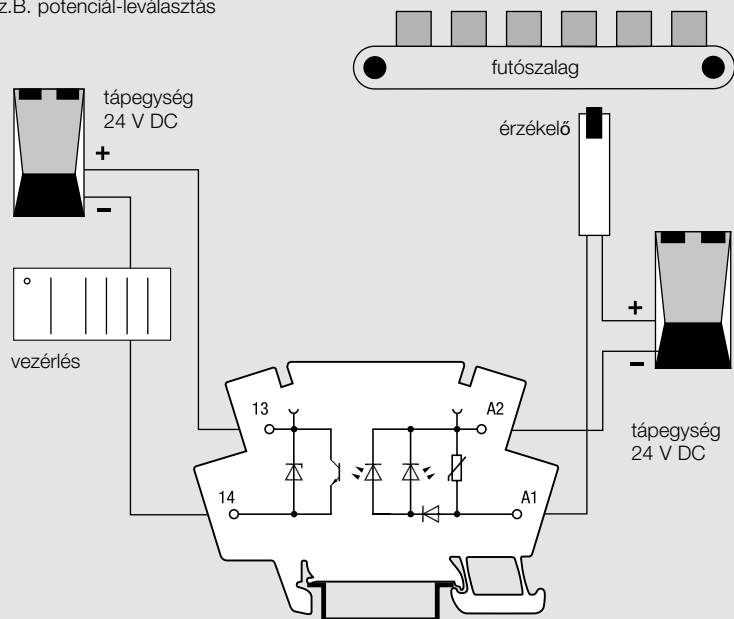 z.B. potenciál-leválasztás
futószalag
tápegység
24 V DC
érzékelő
+
−
+
−
vezérlés
13
A2
tápegység
24 V DC
14
A1